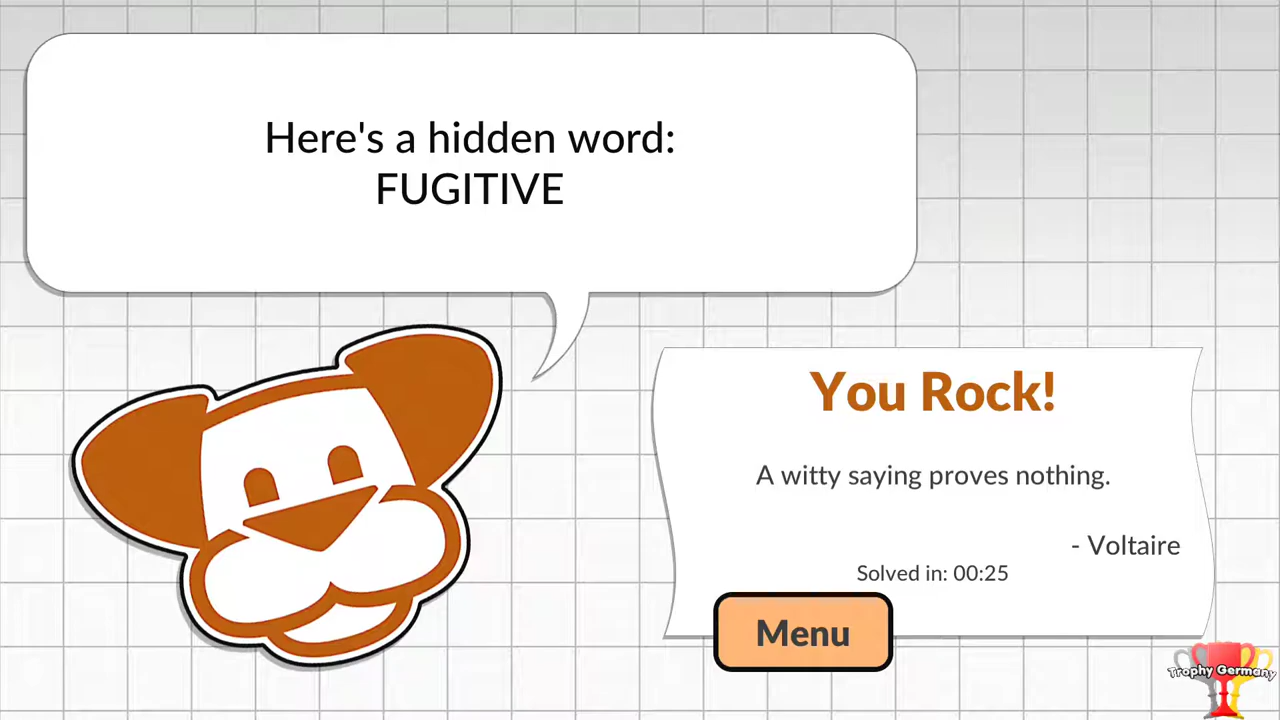 Here's a hidden word:
FUGITIVE
You Rock!
A witty saying proves nothing.
- Voltaire
Solved in: 00:25
Menu
Trophy Germany